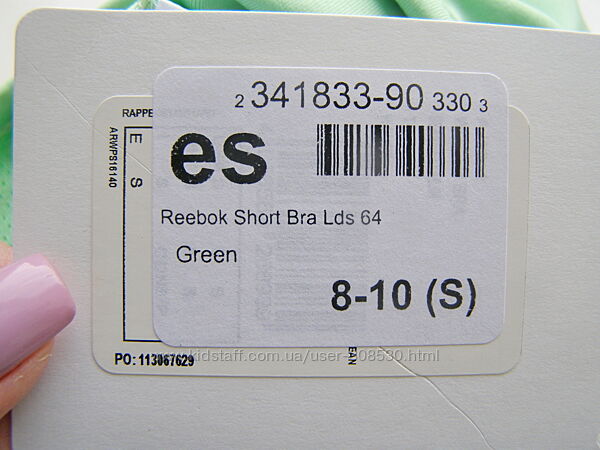 2 341833-90 330 3
es
Reebok Short Bra Lds 64
Green
8-10 (S)
RAPPE
ARWPS16140
E S
PO: 113067629
EAN
kidstaff.com.ua/user-508530.html